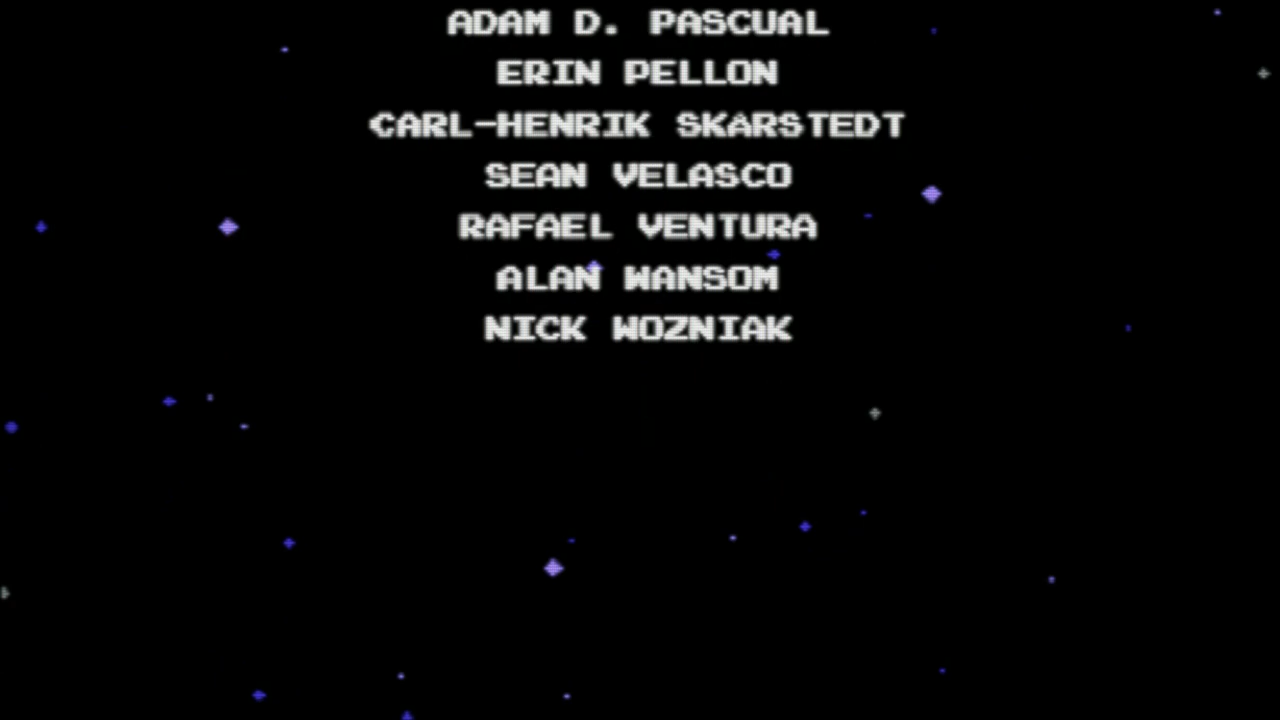 ADAM D. PASCUAL
ERIN PELLON
CARL-HENRIK SKARSTEDT
SEAN VELASCO
RAFAEL VENTURA
ALAN WANSOM
NICK WOZNIAK